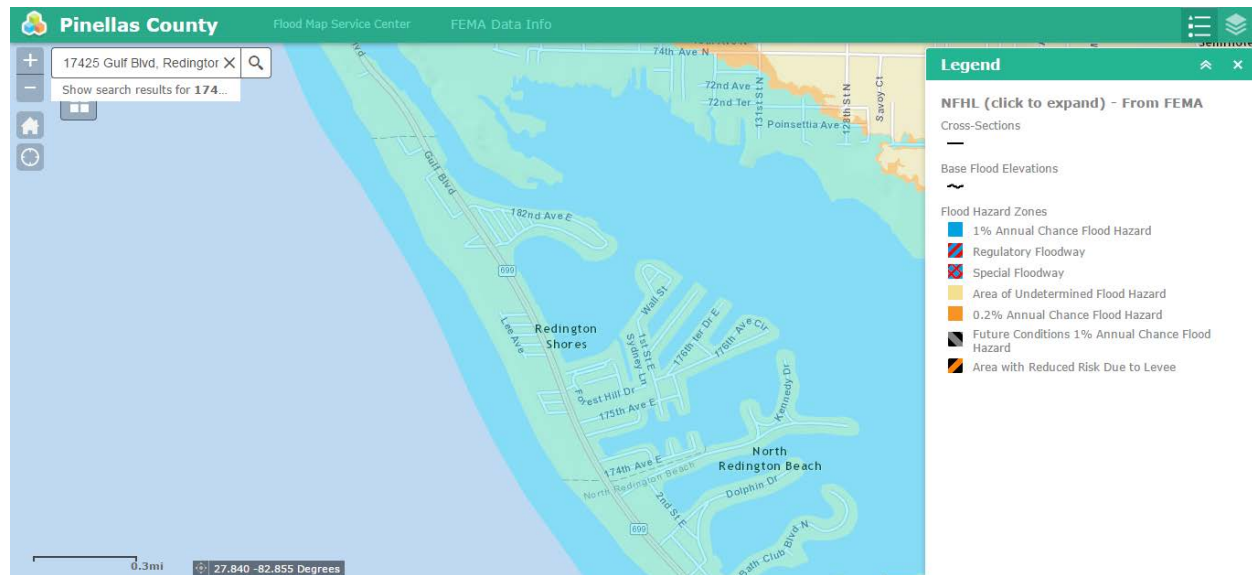 Pinellas County
Flood Map Service Center
FEMA Data Info
17425 Gulf Blvd, Redingtor
Show search results for 174...
Legend
NFHL (click to expand) - From FEMA
Cross-Sections
Base Flood Elevations
Flood Hazard Zones
1% Annual Chance Flood Hazard
Regulatory Floodway
Special Floodway
Area of Undetermined Flood Hazard
0.2% Annual Chance Flood Hazard
Future Conditions 1% Annual Chance Flood
Hazard
Area with Reduced Risk Due to Levee
74th Ave N
72nd Ave
72nd Ter
131st St N
128th St N
Savoy Ct
Poinsettia Ave
Blvd
Gulf Blvd
182nd Ave E
699
Lee Ave
Redington
Shores
Wall St
1st St E
Sydney Ln
176th ter Dr E
176th Ave Cir
Forest Hill Dr
175th Ave E
Kennedy Dr
174th Ave E
North Redington Beach
North
Redington Beach
Dolphin Dr
2nd St E
699
Bath Club Blvd N
0.3mi
27.840 -82.855 Degrees